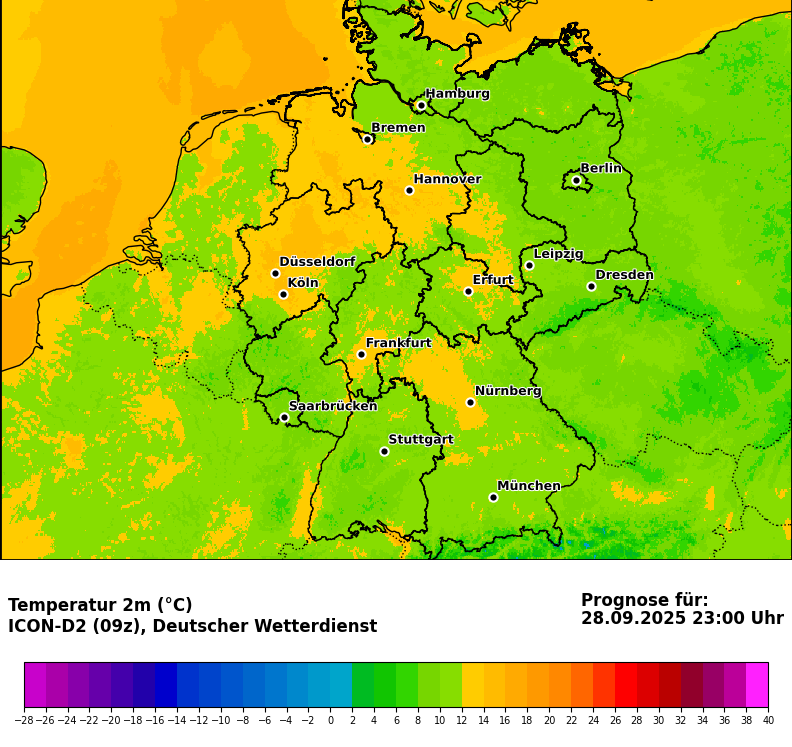 Hamburg
Bremen
Berlin
Hannover
Leipzig
Düsseldorf
Dresden
Erfurt
Köln
Frankfurt
Nürnberg
Saarbrücken
Stuttgart
München
Temperatur 2m (°C)
ICON-D2 (09z), Deutscher Wetterdienst
Prognose für:
28.09.2025 23:00 Uhr
−28 −26 −24 −22 −20 −18 −16 −14 −12 −10 −8 −6 −4 −2 0 2 4 6 8 10 12 14 16 18 20 22 24 26 28 30 32 34 36 38 40